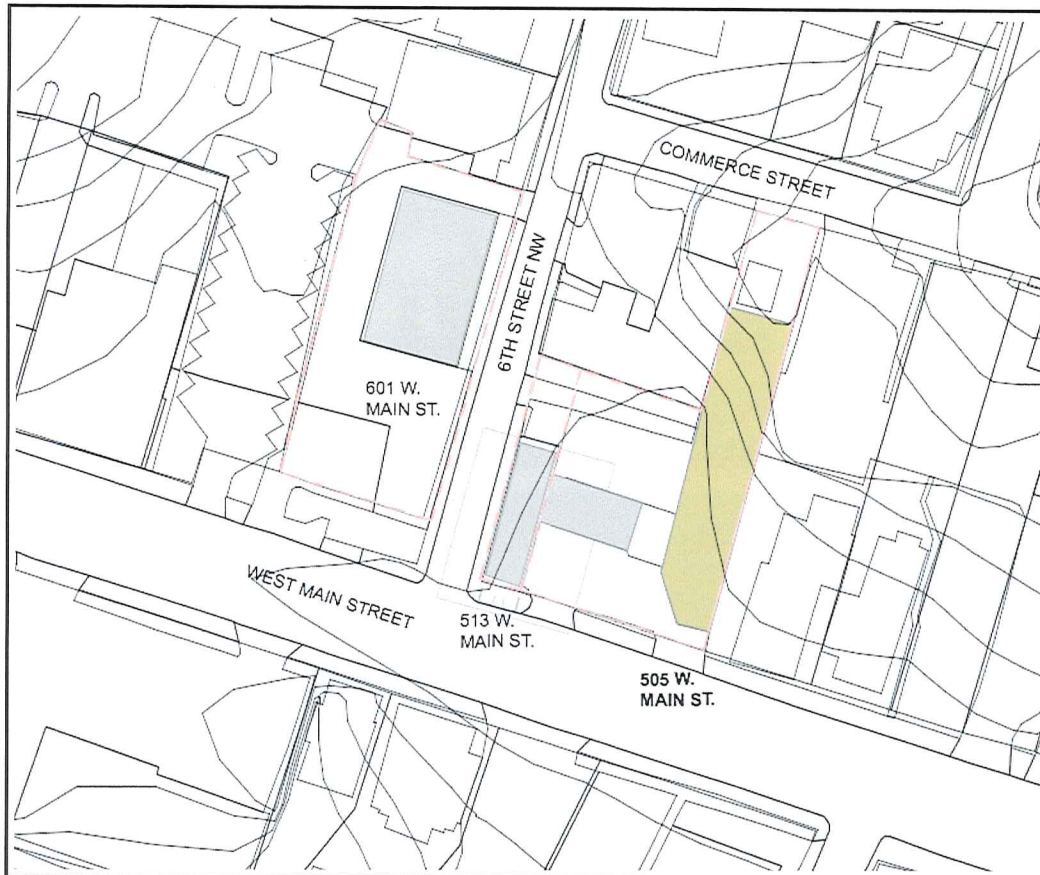 COMMERCE STREET
6TH STREET NW
601 W.
MAIN ST.
WEST MAIN STREET
513 W.
MAIN ST.
505 W.
MAIN ST.